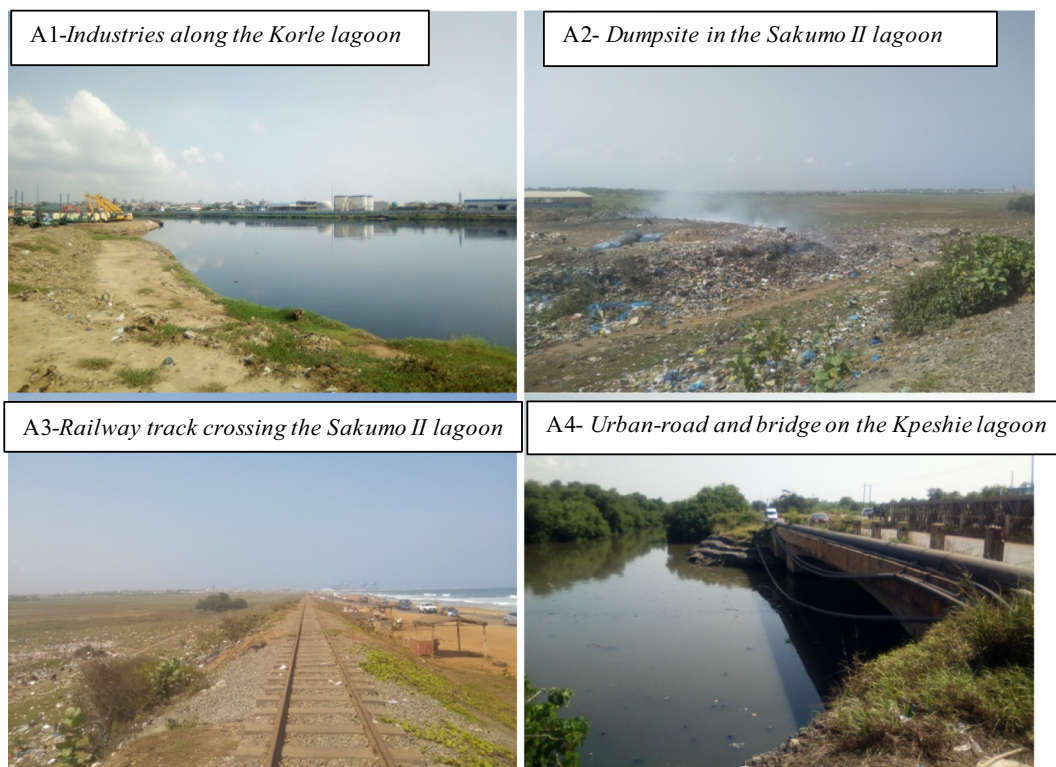 A1-Industries along the Korle lagoon
A2- Dumpsite in the Sakumo II lagoon
A3-Railway track crossing the Sakumo II lagoon
A4- Urban-road and bridge on the Kpeshie lagoon